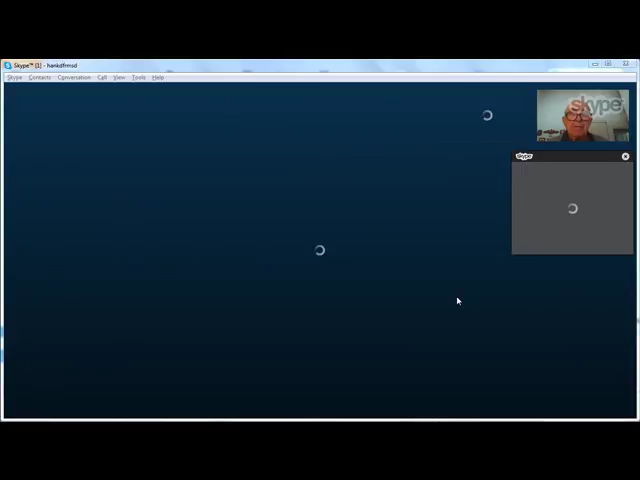 Skype™ [1] - hankdfrmsd
Skype Contacts Conversation Call View Tools Help
skype
skype